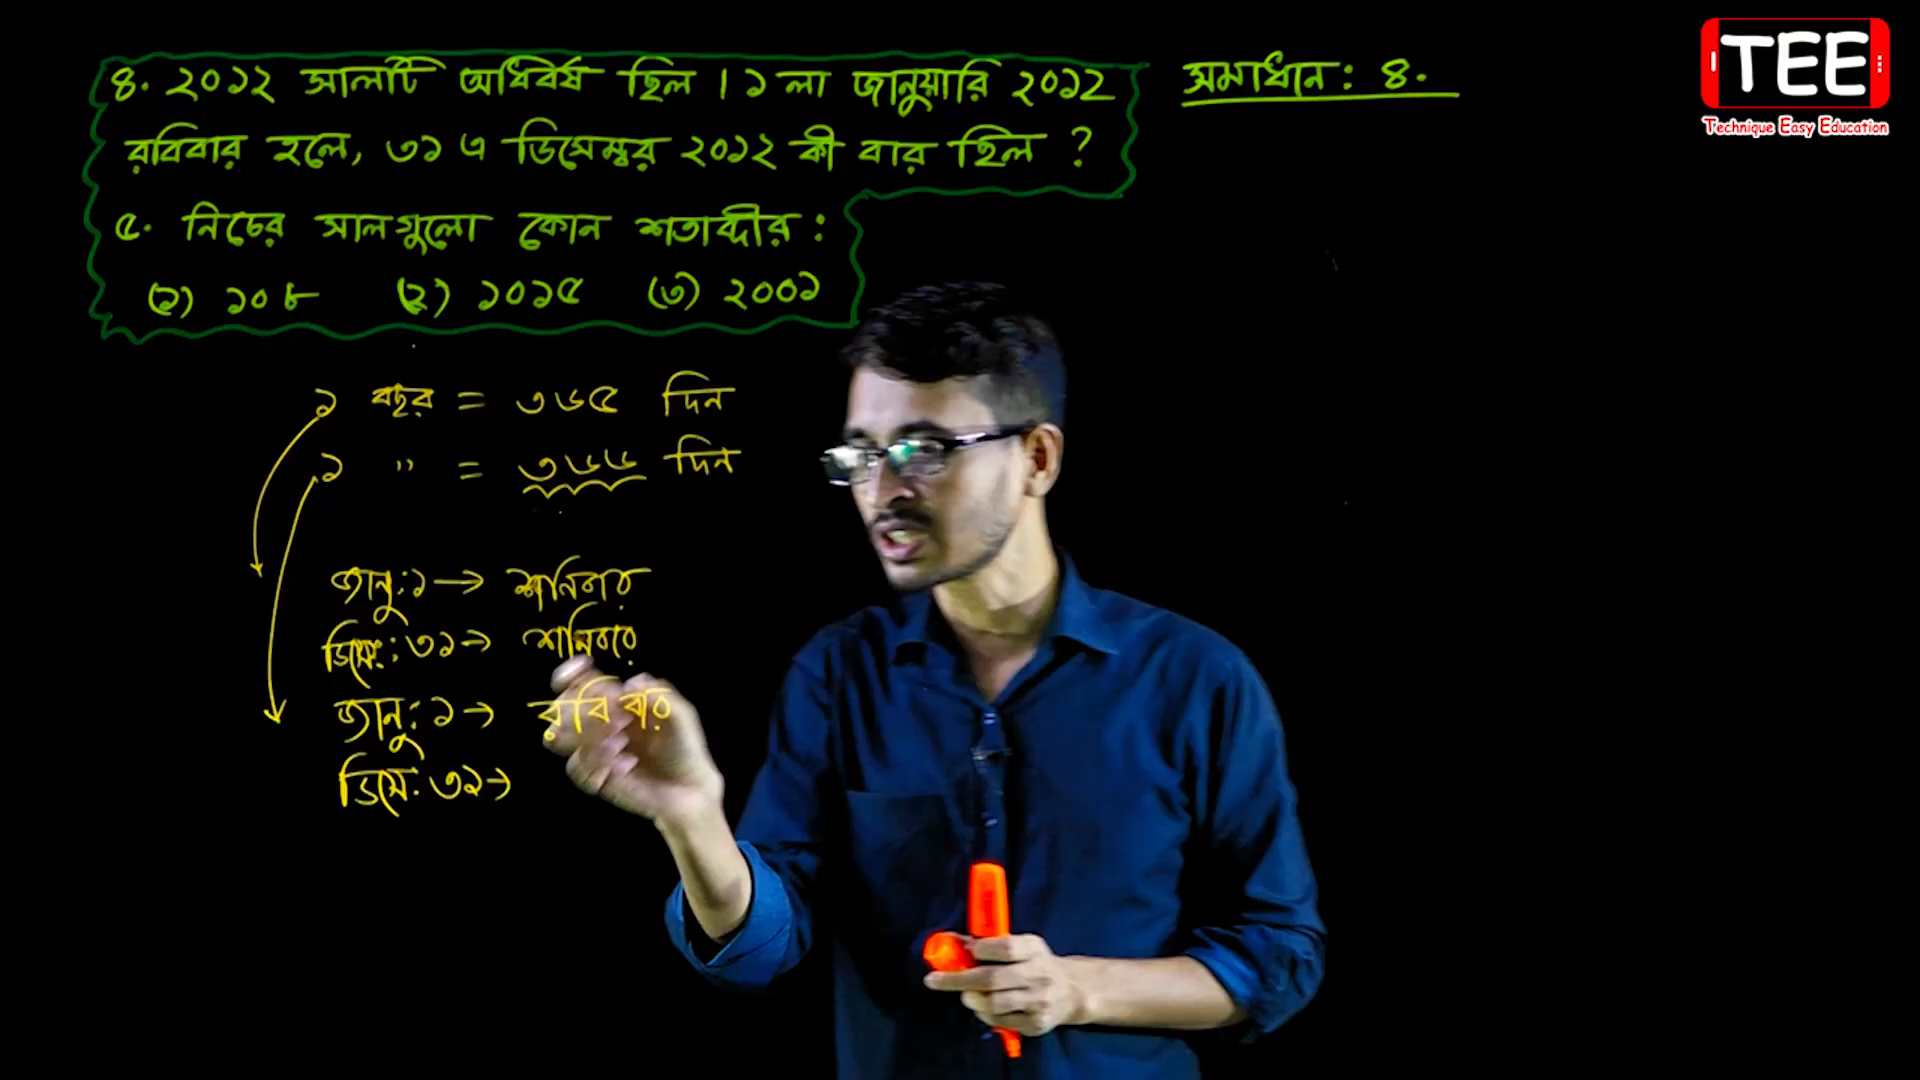 ৪. ২০১২ সালটি অধিবর্ষ ছিল। ১লা জানুয়ারি ২০১২
রবিবার হলে, ৩১ এ ডিসেম্বর ২০১২ কী বার ছিল ?
৫. নিচের সালগুলো কোন শতাব্দীর :
(১) ১০৮ (২) ১০১৫ (৩) ২০০১
১ বছর = ৩৬৫ দিন
১ " = ৩৬৬ দিন
জানু: ১ → শনিবার
ডিসে: ৩১ → শনিবার
জানু: ১ → রবিবার
ডিসে: ৩১ →
সমাধান : ৪.
TEE
Technique Easy Education